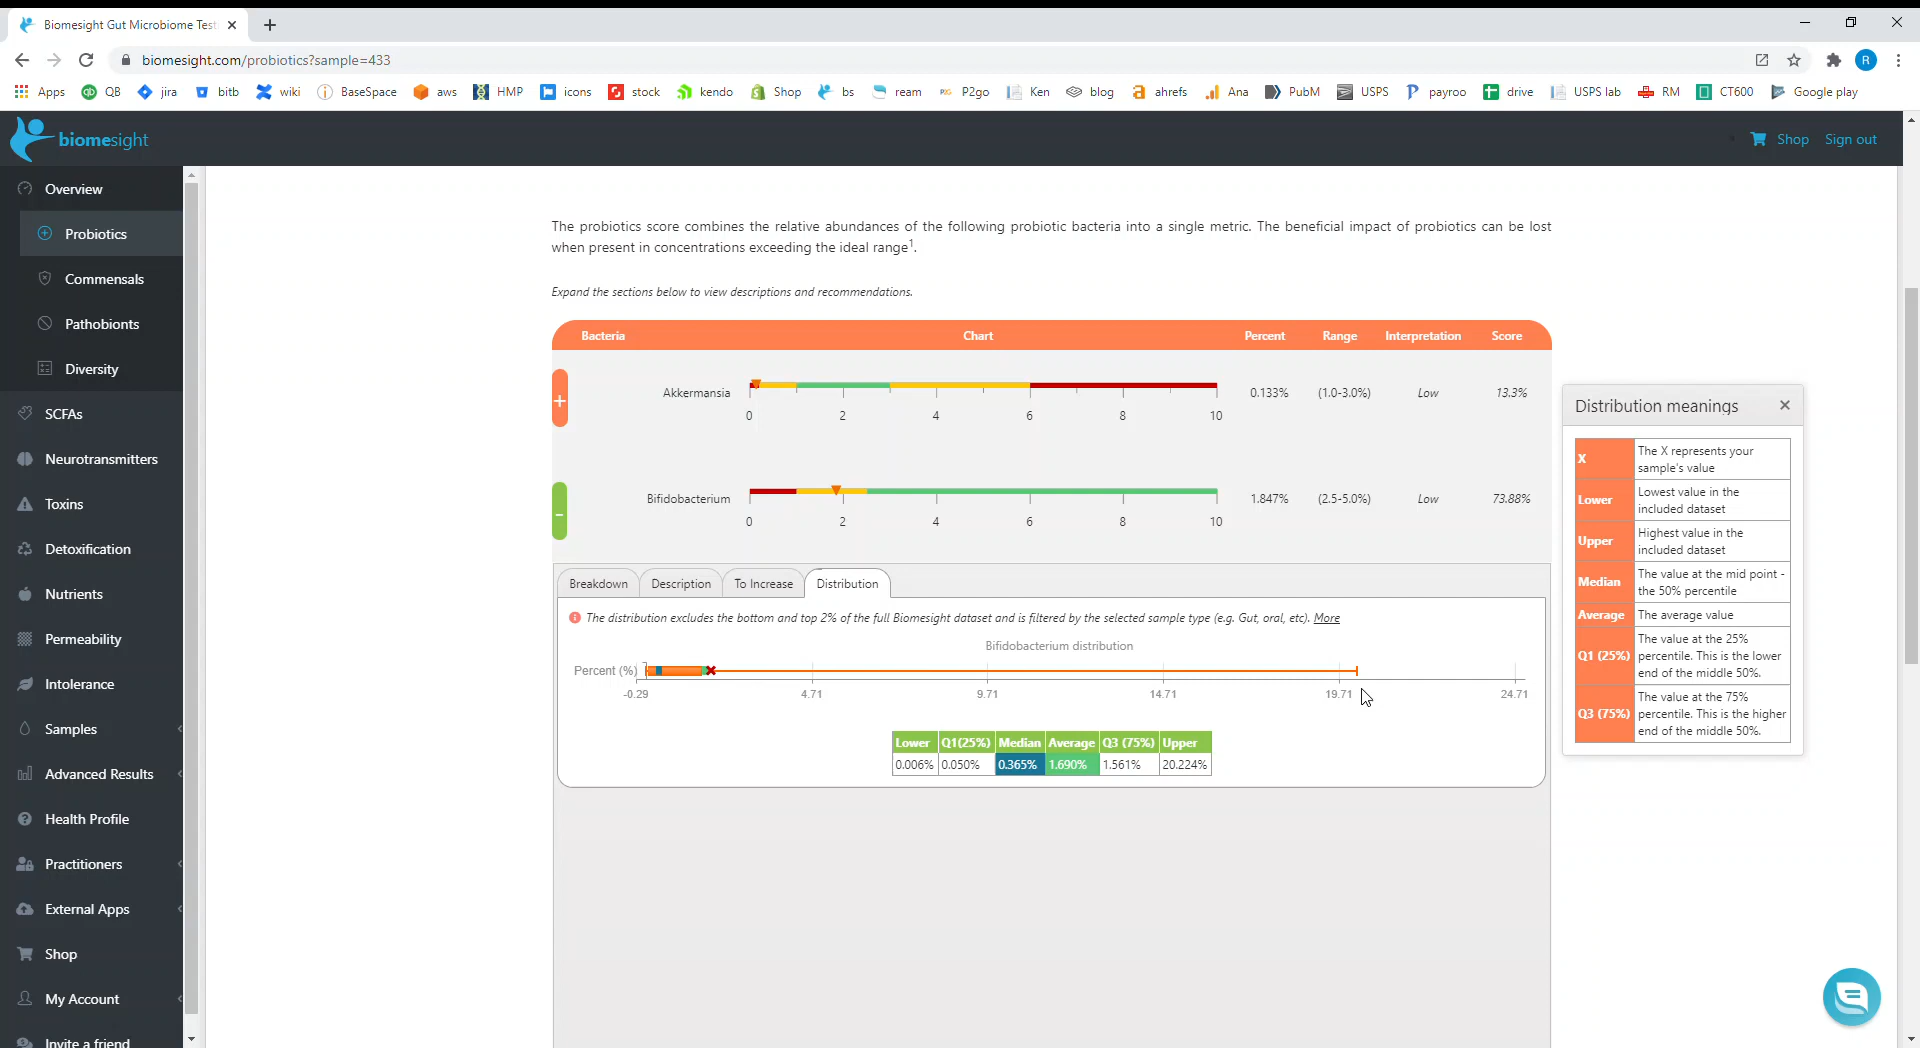 Biomesight Gut Microbiome Test
biomesight.com/probiotics?sample=433
R
Apps QB jira bitb wiki BaseSpace aws HMP icons stock kendo Shop bs ream P2go Ken blog ahrefs Ana PubM USPS payroo drive USPS lab RM CT600 Google play
biomesight
Shop Sign out
Overview
Probiotics
Commensals
Pathobionts
Diversity
SCFAs
Neurotransmitters
Toxins
Detoxification
Nutrients
Permeability
Intolerance
Samples
Advanced Results
Health Profile
Practitioners
External Apps
Shop
My Account
Invite a friend
The probiotics score combines the relative abundances of the following probiotic bacteria into a single metric. The beneficial impact of probiotics can be lost
when present in concentrations exceeding the ideal range1.
Expand the sections below to view descriptions and recommendations.
Bacteria Chart Percent Range Interpretation Score
+ Akkermansia 0.133% (1.0-3.0%) Low 13.3%
0 2 4 6 8 10
Bifidobacterium 1.847% (2.5-5.0%) Low 73.88%
- 0 2 4 6 8 10
Breakdown Description To Increase Distribution
The distribution excludes the bottom and top 2% of the full Biomesight dataset and is filtered by the selected sample type (e.g. Gut, oral, etc). More
Bifidobacterium distribution
Percent (%)
-0.29 4.71 9.71 14.71 19.71 24.71
Lower Q1(25%) Median Average Q3 (75%) Upper
0.006% 0.050% 0.365% 1.690% 1.561% 20.224%
Distribution meanings
X The X represents your
sample's value
Lower Lowest value in the
included dataset
Upper Highest value in the
included dataset
Median The value at the mid point -
the 50% percentile
Average The average value
Q1 (25%) The value at the 25%
percentile. This is the lower
end of the middle 50%.
Q3 (75%) The value at the 75%
percentile. This is the higher
end of the middle 50%.